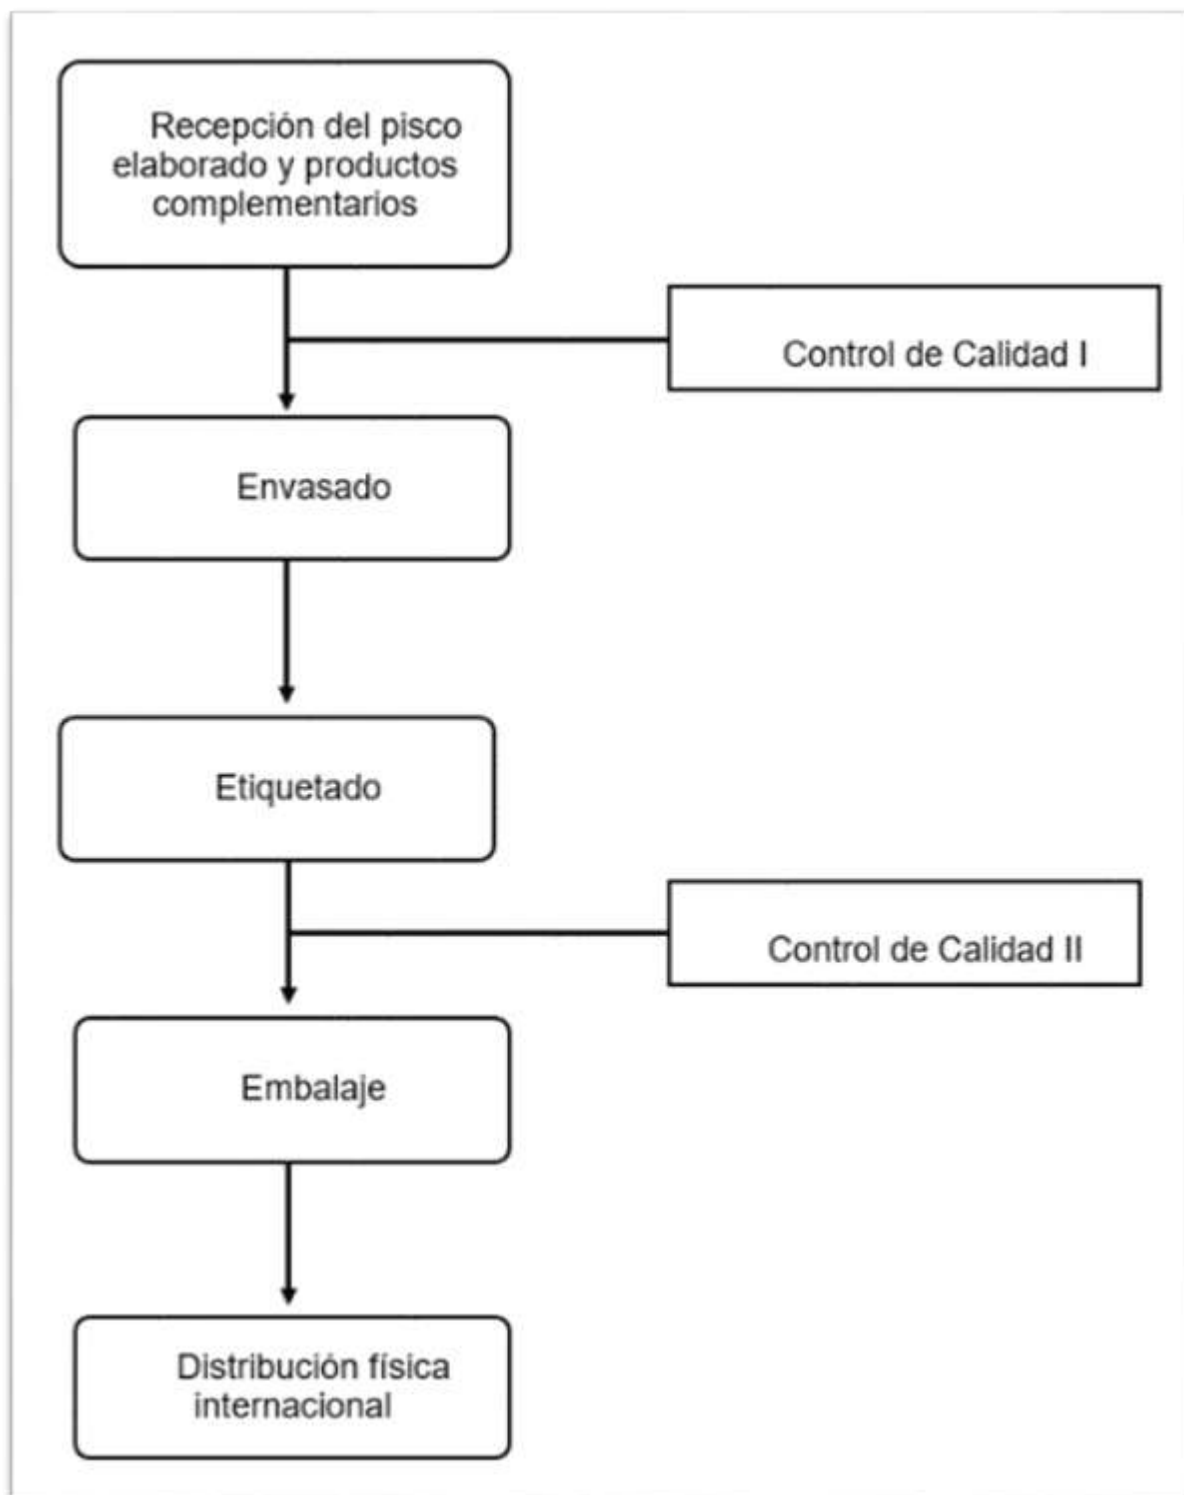 Recepción del pisco
elaborado y productos
complementarios
Control de Calidad I
Envasado
Etiquetado
Control de Calidad II
Embalaje
Distribución física
internacional